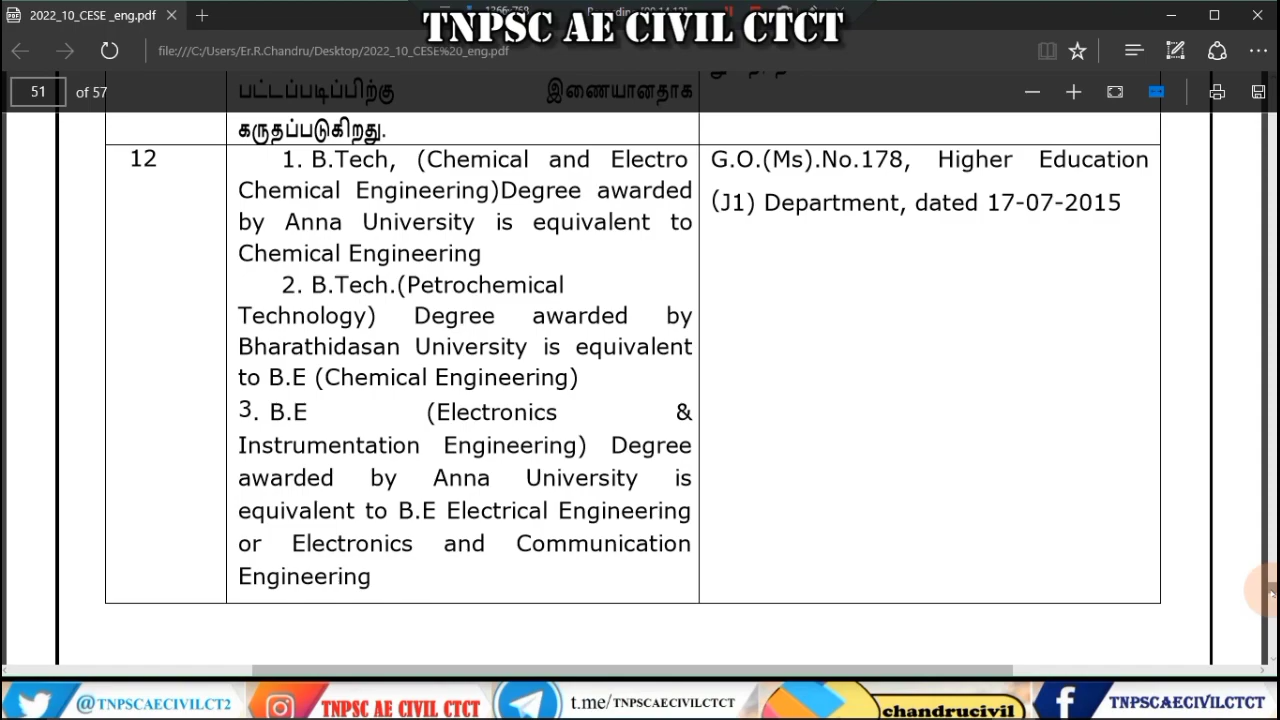 2022_10_CESE _eng.pdf
TNPSC AE CIVIL CTCT
file:///C:/Users/Er.R.Chandru/Desktop/2022_10_CESE%20_eng.pdf
51 of 57
பட்டப்படிப்பிற்கு இணையானதாக
கருதப்படுகிறது.
12
1. B.Tech, (Chemical and Electro
Chemical Engineering)Degree awarded
by Anna University is equivalent to
Chemical Engineering
2. B.Tech.(Petrochemical
Technology) Degree awarded by
Bharathidasan University is equivalent
to B.E (Chemical Engineering)
3. B.E (Electronics &
Instrumentation Engineering) Degree
awarded by Anna University is
equivalent to B.E Electrical Engineering
or Electronics and Communication
Engineering
G.O.(Ms).No.178, Higher Education
(J1) Department, dated 17-07-2015
@TNPSCAECIVILCT2
TNPSC AE CIVIL CTCT
t.me/TNPSCAECIVILCTCT
chandrucivil
TNPSCAECIVILCTCT